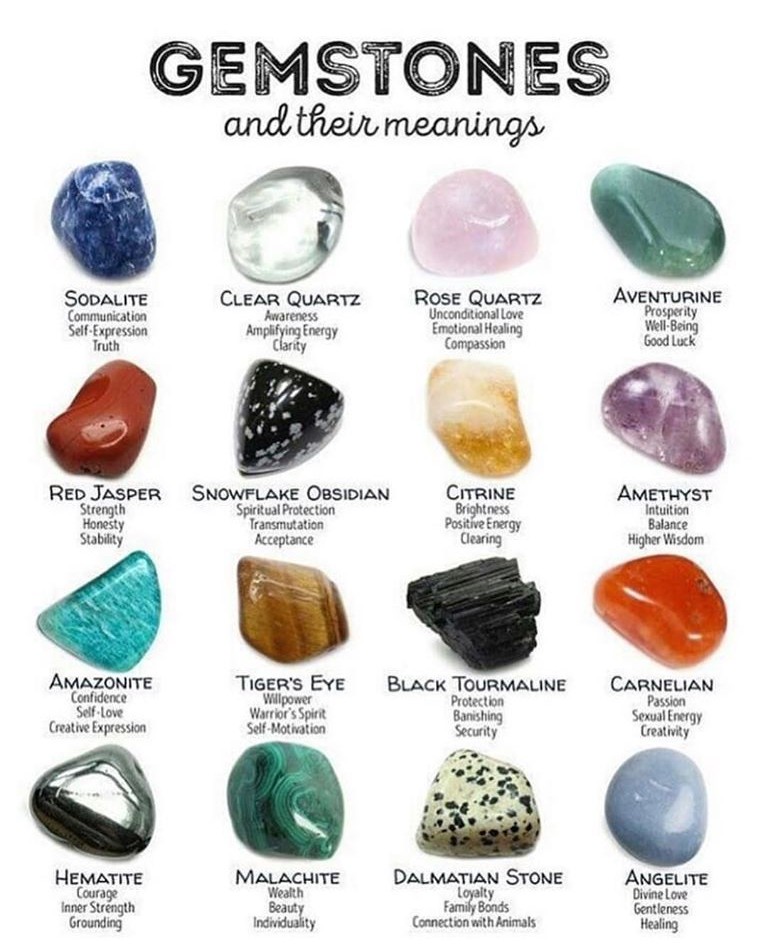 GEMSTONES
and their meanings
SODALITE
Communication
Self-Expression
Truth
CLEAR QUARTZ
Awareness
Amplifying Energy
Clarity
ROSE QUARTZ
Unconditional Love
Emotional Healing
Compassion
AVENTURINE
Prosperity
Well-Being
Good Luck
RED JASPER
Strength
Honesty
Stability
SNOWFLAKE OBSIDIAN
Spiritual Protection
Transmutation
Acceptance
CITRINE
Brightness
Positive Energy
Clearing
AMETHYST
Intuition
Balance
Higher Wisdom
AMAZONITE
Confidence
Self-Love
Creative Expression
TIGER'S EYE
Willpower
Warrior's Spirit
Self-Motivation
BLACK TOURMALINE
Protection
Banishing
Security
CARNELIAN
Passion
Sexual Energy
Creativity
HEMATITE
Courage
Inner Strength
Grounding
MALACHITE
Wealth
Beauty
Individuality
DALMATIAN STONE
Loyalty
Family Bonds
Connection with Animals
ANGELITE
Divine Love
Gentleness
Healing